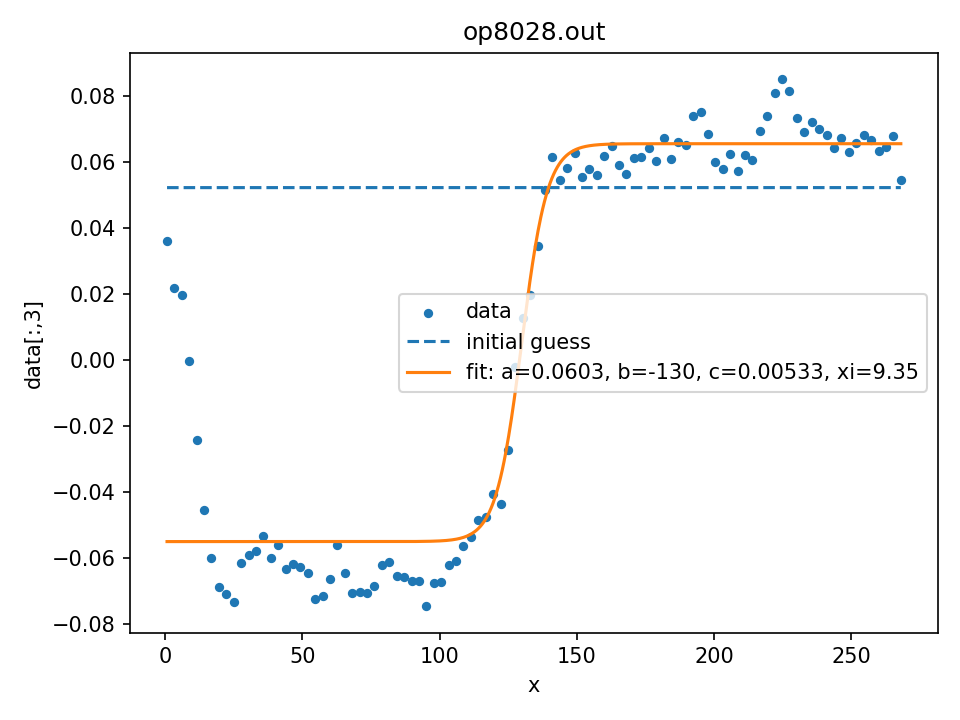 op8028.out
0.08
0.06
0.04
0.02
0.00
−0.02
−0.04
−0.06
−0.08
data[:,3]
data
initial guess
fit: a=0.0603, b=-130, c=0.00533, xi=9.35
0 50 100 150 200 250
x